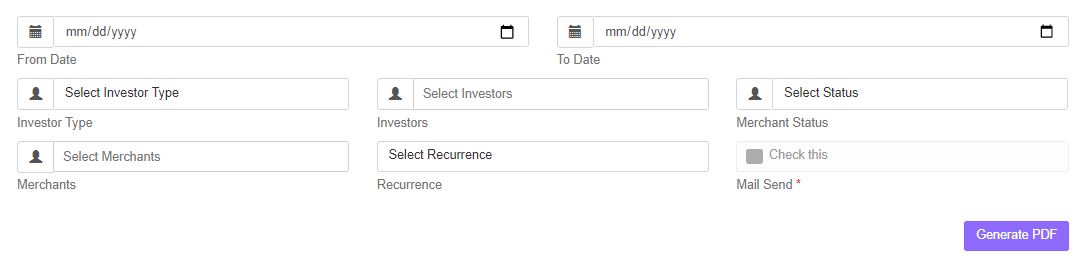 mm/dd/yyyy mm/dd/yyyy
From Date To Date
Select Investor Type Select Investors Select Status
Investor Type Investors Merchant Status
Select Merchants Select Recurrence Check this
Merchants Recurrence Mail Send *
Generate PDF